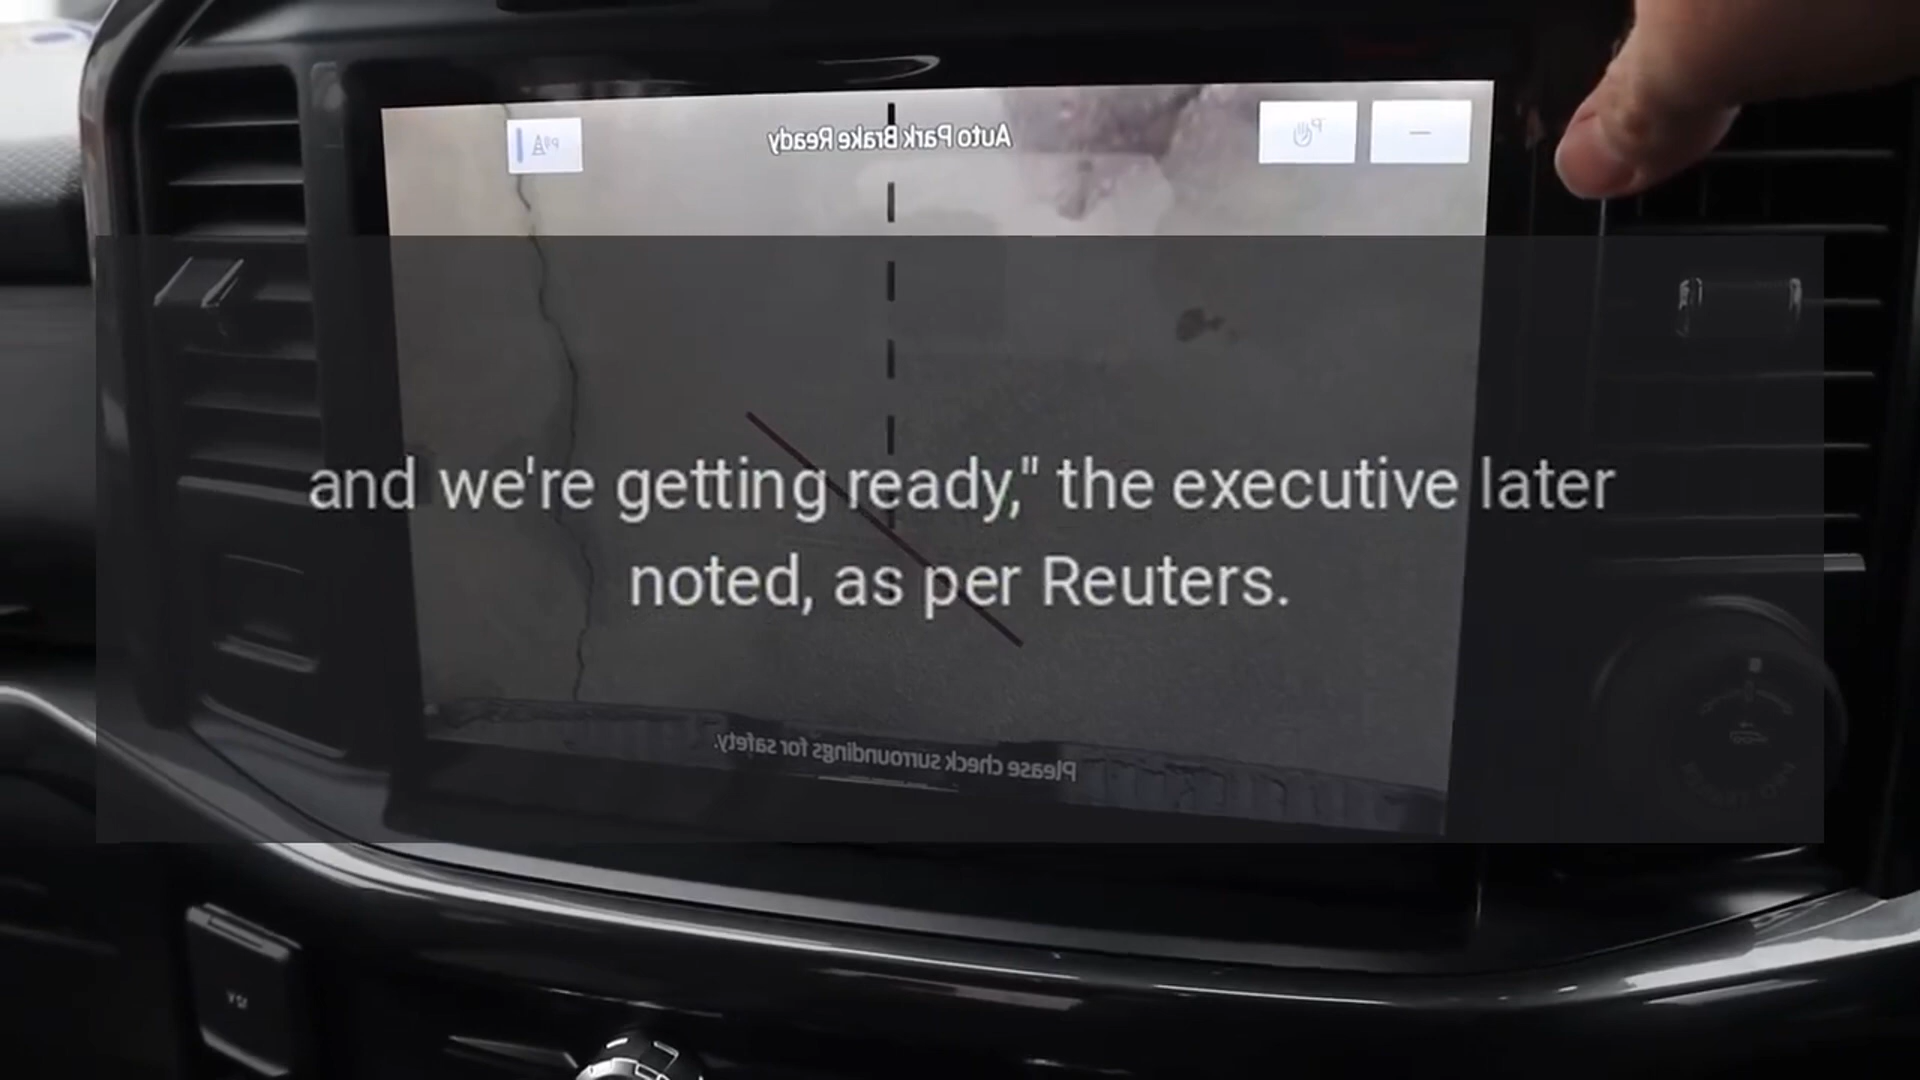 Auto Park Brake Ready
and we're getting ready," the executive later
noted, as per Reuters.
Please check surroundings for safety.